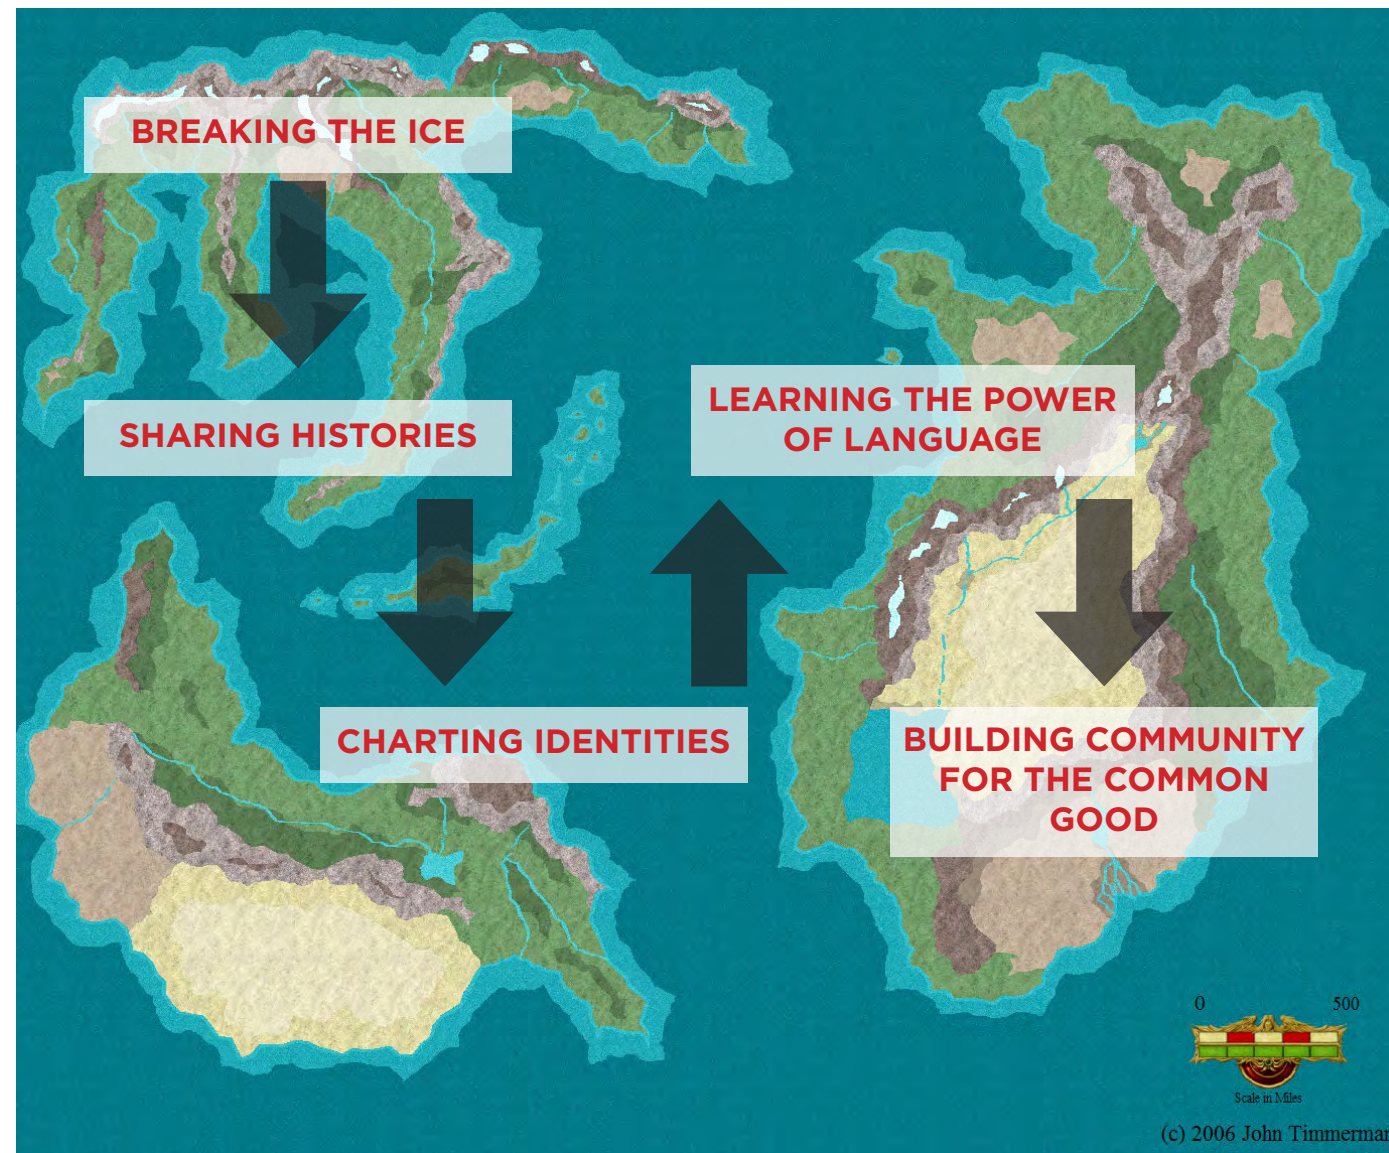 BREAKING THE ICE
SHARING HISTORIES
CHARTING IDENTITIES
LEARNING THE POWER
OF LANGUAGE
BUILDING COMMUNITY
FOR THE COMMON
GOOD
0 500
Scale in Miles
(c) 2006 John Timmerman